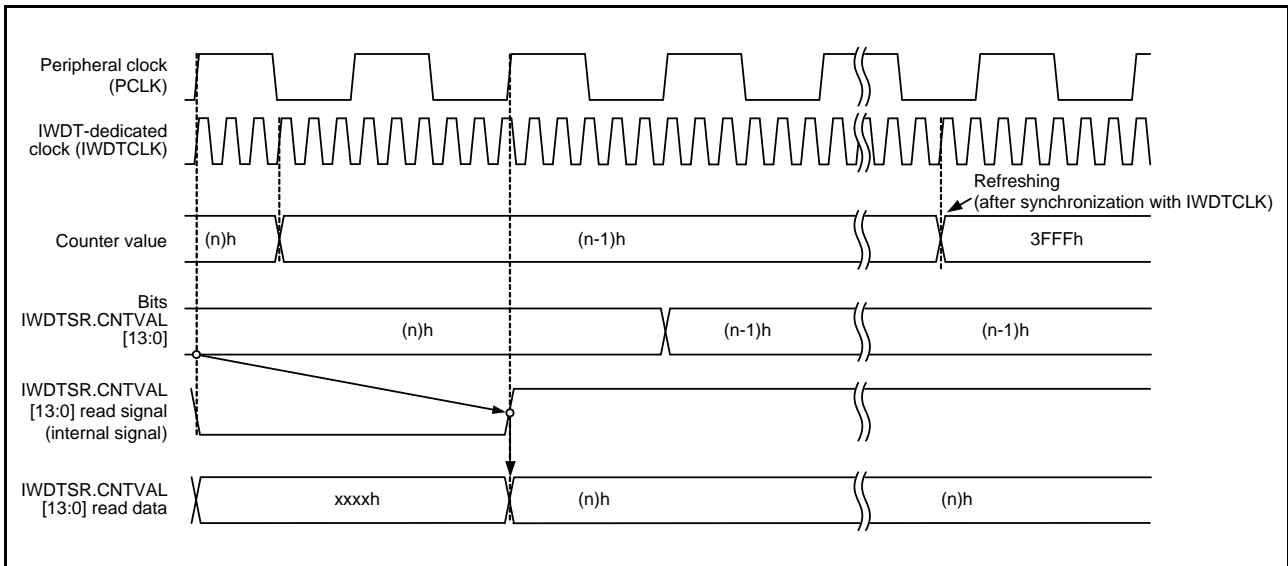 Peripheral clock
(PCLK)
IWDT-dedicated
clock (IWDTCLK)
Refreshing
(after synchronization with IWDTCLK)
Counter value
(n)h
(n-1)h
3FFFh
Bits
IWDTSR.CNTVAL
[13:0]
(n)h
(n-1)h
(n-1)h
IWDTSR.CNTVAL
[13:0] read signal
(internal signal)
IWDTSR.CNTVAL
[13:0] read data
xxxxh
(n)h
(n)h